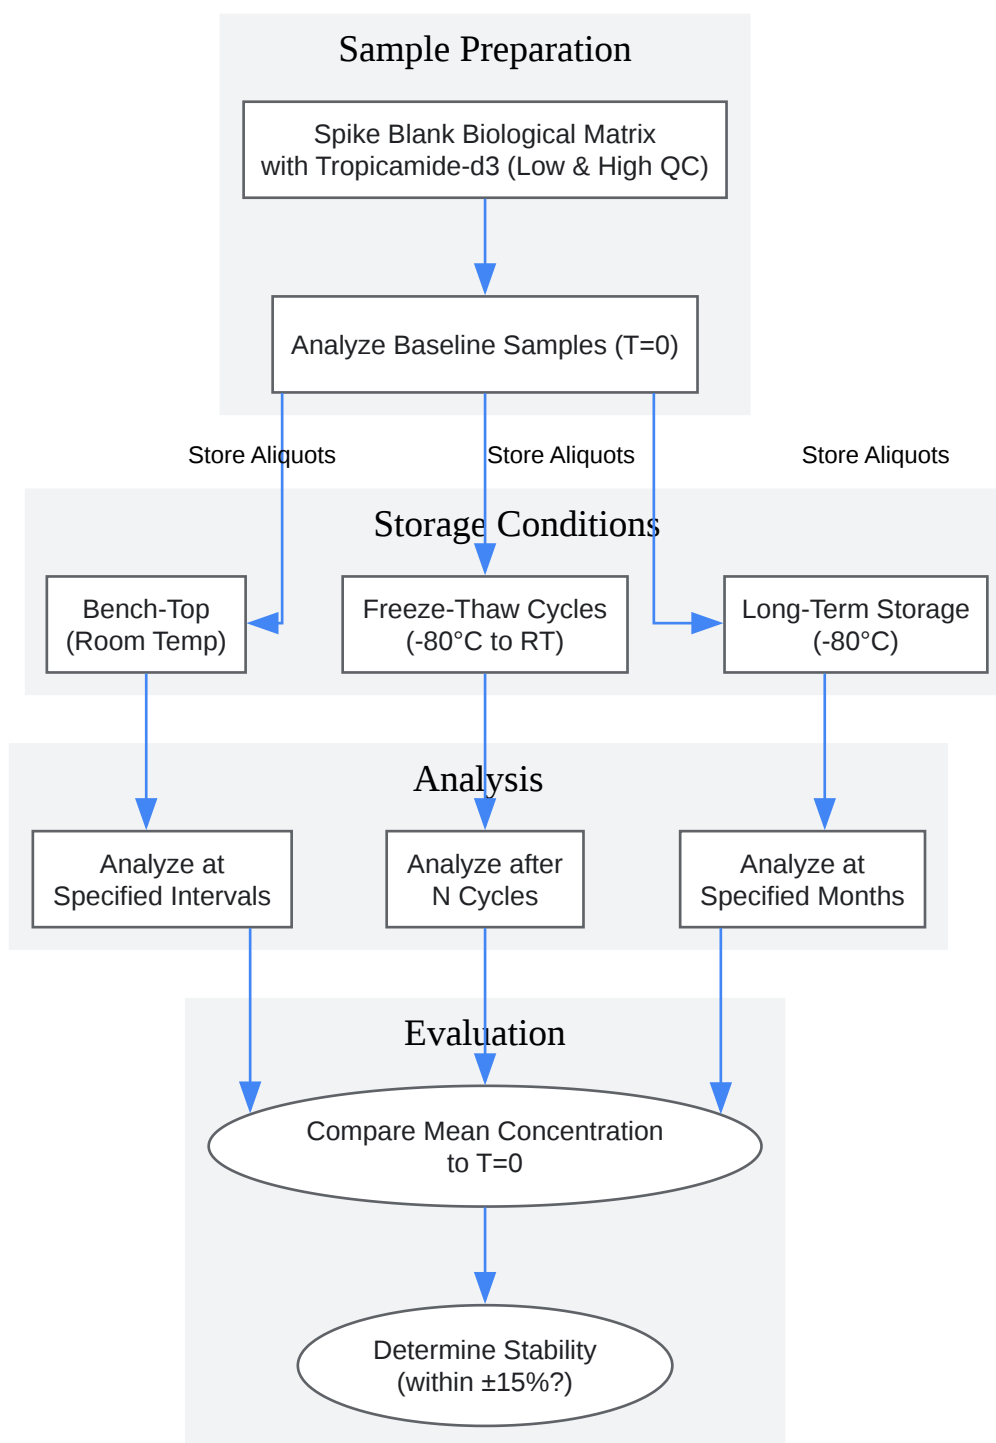 Sample Preparation
Spike Blank Biological Matrix
with Tropicamide-d3 (Low & High QC)
Analyze Baseline Samples (T=0)
Store Aliquots
Store Aliquots
Store Aliquots
Storage Conditions
Bench-Top
(Room Temp)
Freeze-Thaw Cycles
(-80°C to RT)
Long-Term Storage
(-80°C)
Analysis
Analyze at
Specified Intervals
Analyze after
N Cycles
Analyze at
Specified Months
Evaluation
Compare Mean Concentration
to T=0
Determine Stability
(within ±15%?)